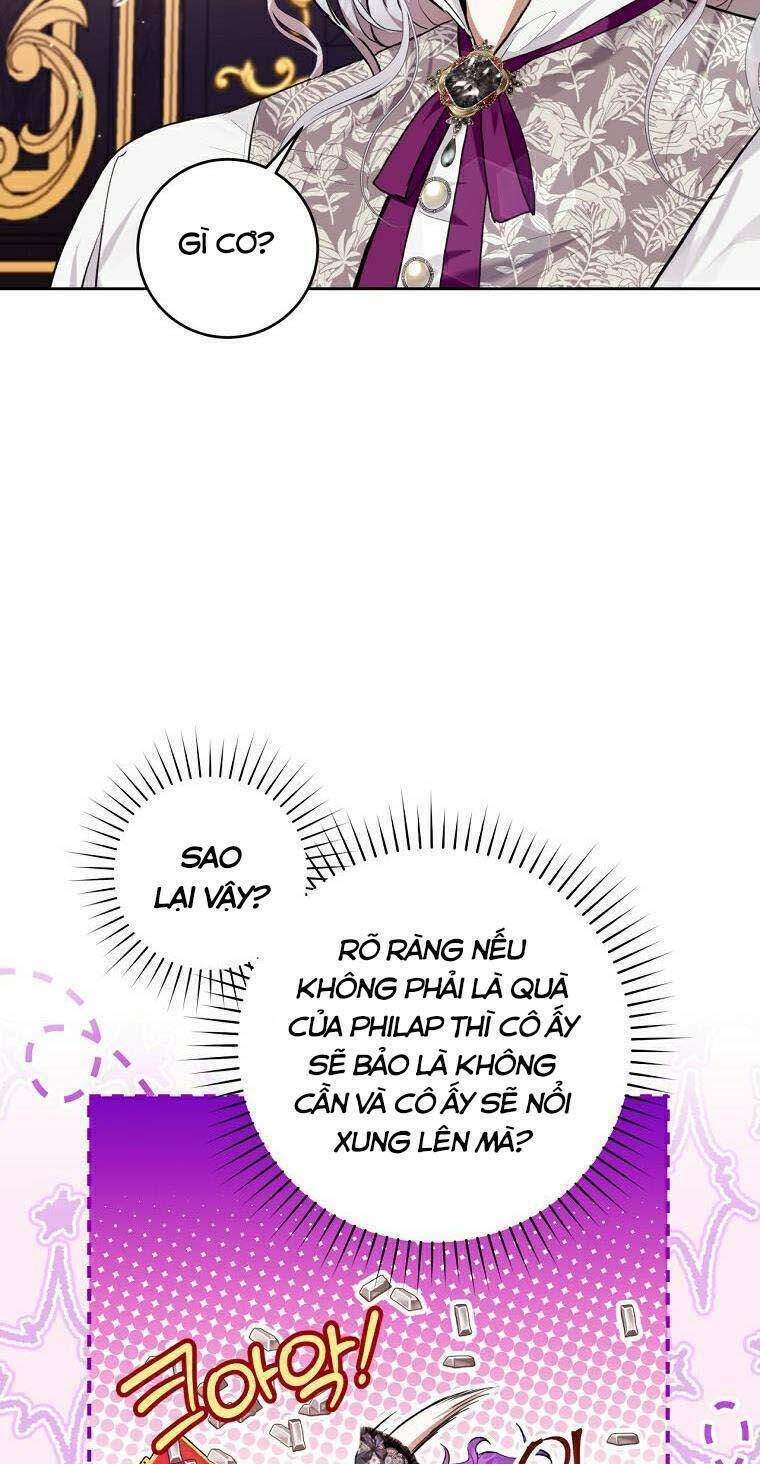 GÌ CƠ?
SAO
LẠI VẬY?
RÕ RÀNG NẾU
KHÔNG PHẢI LÀ QUÀ
CỦA PHILAP THÌ CÔ ẤY
SẼ BẢO LÀ KHÔNG
CẦN VÀ CÔ ẤY SẼ NỔI
XUNG LÊN MÀ?
크아악!